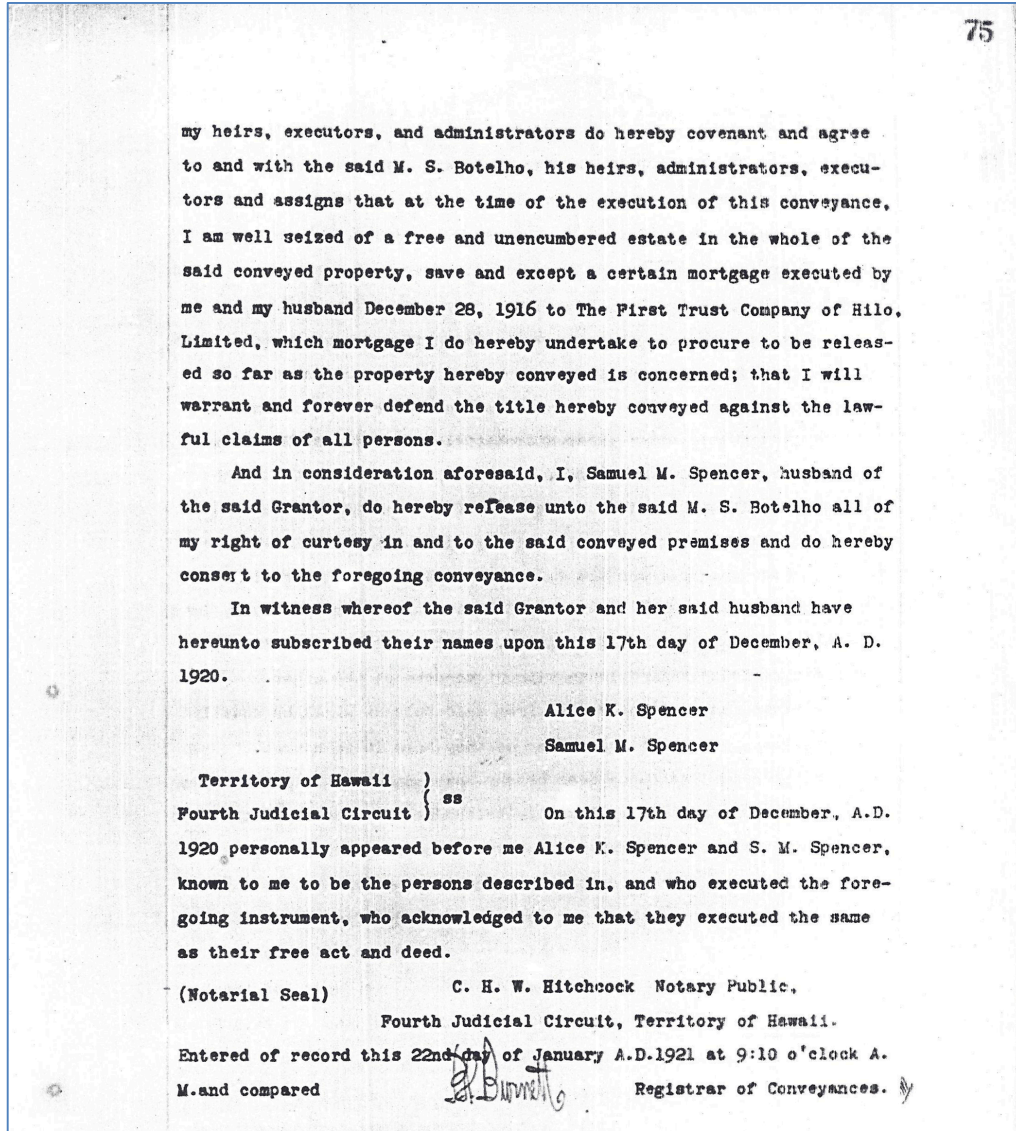 75
my heirs, executors, and administrators do hereby covenant and agree
to and with the said M. S. Botelho, his heirs, administrators, execu-
tors and assigns that at the time of the execution of this conveyance,
I am well seized of a free and unencumbered estate in the whole of the
said conveyed property, save and except a certain mortgage executed by
me and my husband December 28, 1916 to The First Trust Company of Hilo,
Limited, which mortgage I do hereby undertake to procure to be releas-
ed so far as the property hereby conveyed is concerned; that I will
warrant and forever defend the title hereby conveyed against the law-
ful claims of all persons.
And in consideration aforesaid, I, Samuel M. Spencer, husband of
the said Grantor, do hereby release unto the said M. S. Botelho all of
my right of curtesy in and to the said conveyed premises and do hereby
consert to the foregoing conveyance.
In witness whereof the said Grantor and her said husband have
hereunto subscribed their names upon this 17th day of December, A. D.
1920.
Alice K. Spencer
Samuel M. Spencer
Territory of Hawaii )
( ss
Fourth Judicial Circuit ) On this 17th day of December, A.D.
1920 personally appeared before me Alice K. Spencer and S. M. Spencer,
known to me to be the persons described in, and who executed the fore-
going instrument, who acknowledged to me that they executed the same
as their free act and deed.
(Notarial Seal) C. H. W. Hitchcock Notary Public,
Fourth Judicial Circuit, Territory of Hawaii.
Entered of record this 22nd day of January A.D.1921 at 9:10 o'clock A.
M.and compared Registrar of Conveyances.